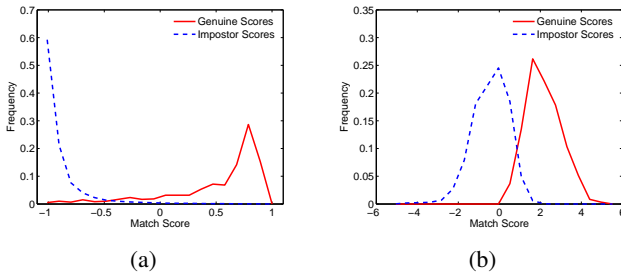 0.7
0.6
0.5
0.4
0.3
0.2
0.1
0
Frequency
-1 -0.5 0 0.5 1
Match Score
Genuine Scores
Impostor Scores
(a)
0.35
0.3
0.25
0.2
0.15
0.1
0.05
0
Frequency
-6 -4 -2 0 2 4 6
Match Score
Genuine Scores
Impostor Scores
(b)